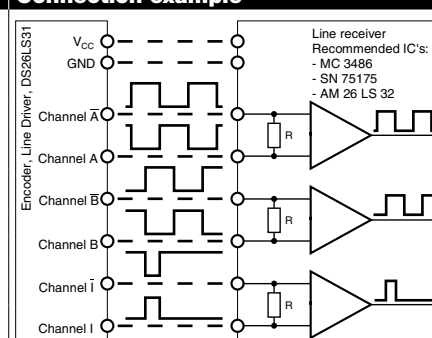 Connection example
Encoder, Line Driver, DS26LS31
VCC
GND
Channel A̅
Channel A
Channel B̅
Channel B
Channel I̅
Channel I
Line receiver
Recommended IC's:
- MC 3486
- SN 75175
- AM 26 LS 32
R
R
R